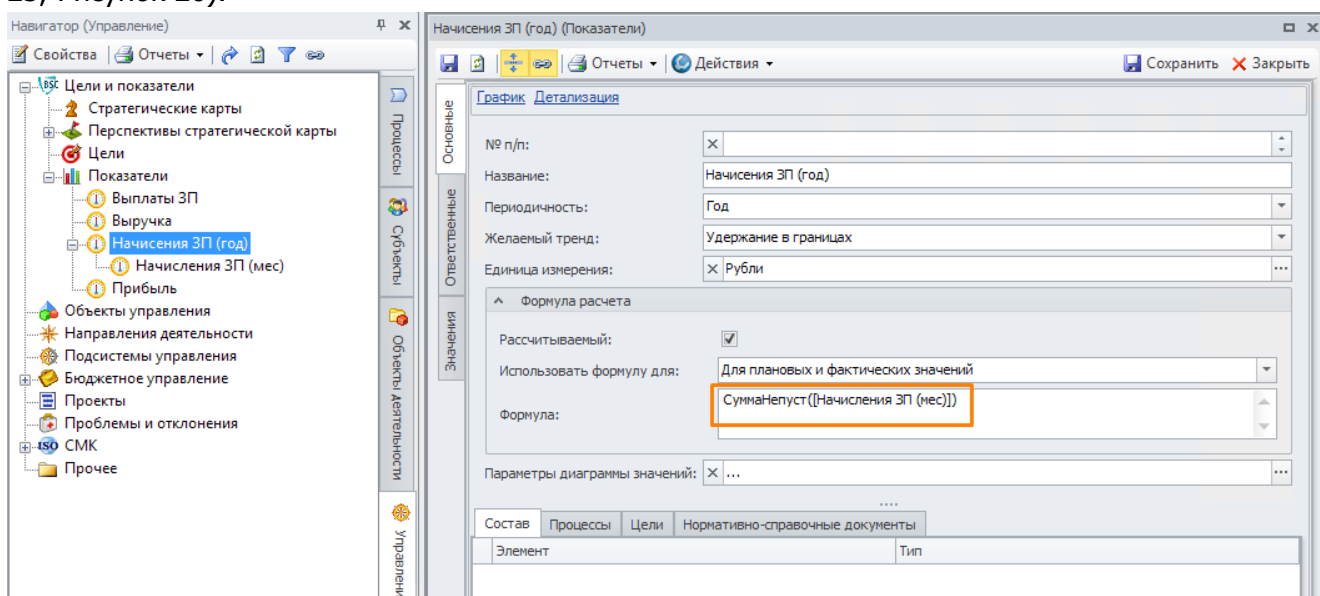 Навигатор (Управление)
Свойства Отчеты
BSC Цели и показатели
Стратегические карты
Перспективы стратегической карты
Цели
Показатели
Выплаты ЗП
Выручка
Начисения ЗП (год)
Начисления ЗП (мес)
Прибыль
Объекты управления
Направления деятельности
Подсистемы управления
Бюджетное управление
Проекты
Проблемы и отклонения
ISO СМК
Прочее
Процессы
Субъекты
Объекты деятельности
Управлени
Начисения ЗП (год) (Показатели)
Отчеты Действия Сохранить Закрыть
Основные
Ответственные
Значения
График Детализация
№ п/п:
Название: Начисения ЗП (год)
Периодичность: Год
Желаемый тренд: Удержание в границах
Единица измерения: Рубли
Формула расчета
Рассчитываемый:
Использовать формулу для: Для плановых и фактических значений
Формула: СуммаНепуст([Начисления ЗП (мес)])
Параметры диаграммы значений: ...
Состав Процессы Цели Нормативно-справочные документы
Элемент Тип